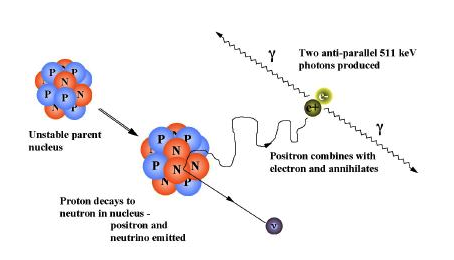 γ
Two anti-parallel 511 keV
photons produced
P
N
P
N
N
P
P
P
e-
e+
γ
Unstable parent
nucleus
P
P
N
N
P
N
N
N
P
Positron combines with
electron and annihilates
Proton decays to
neutron in nucleus -
positron and
neutrino emitted
ν